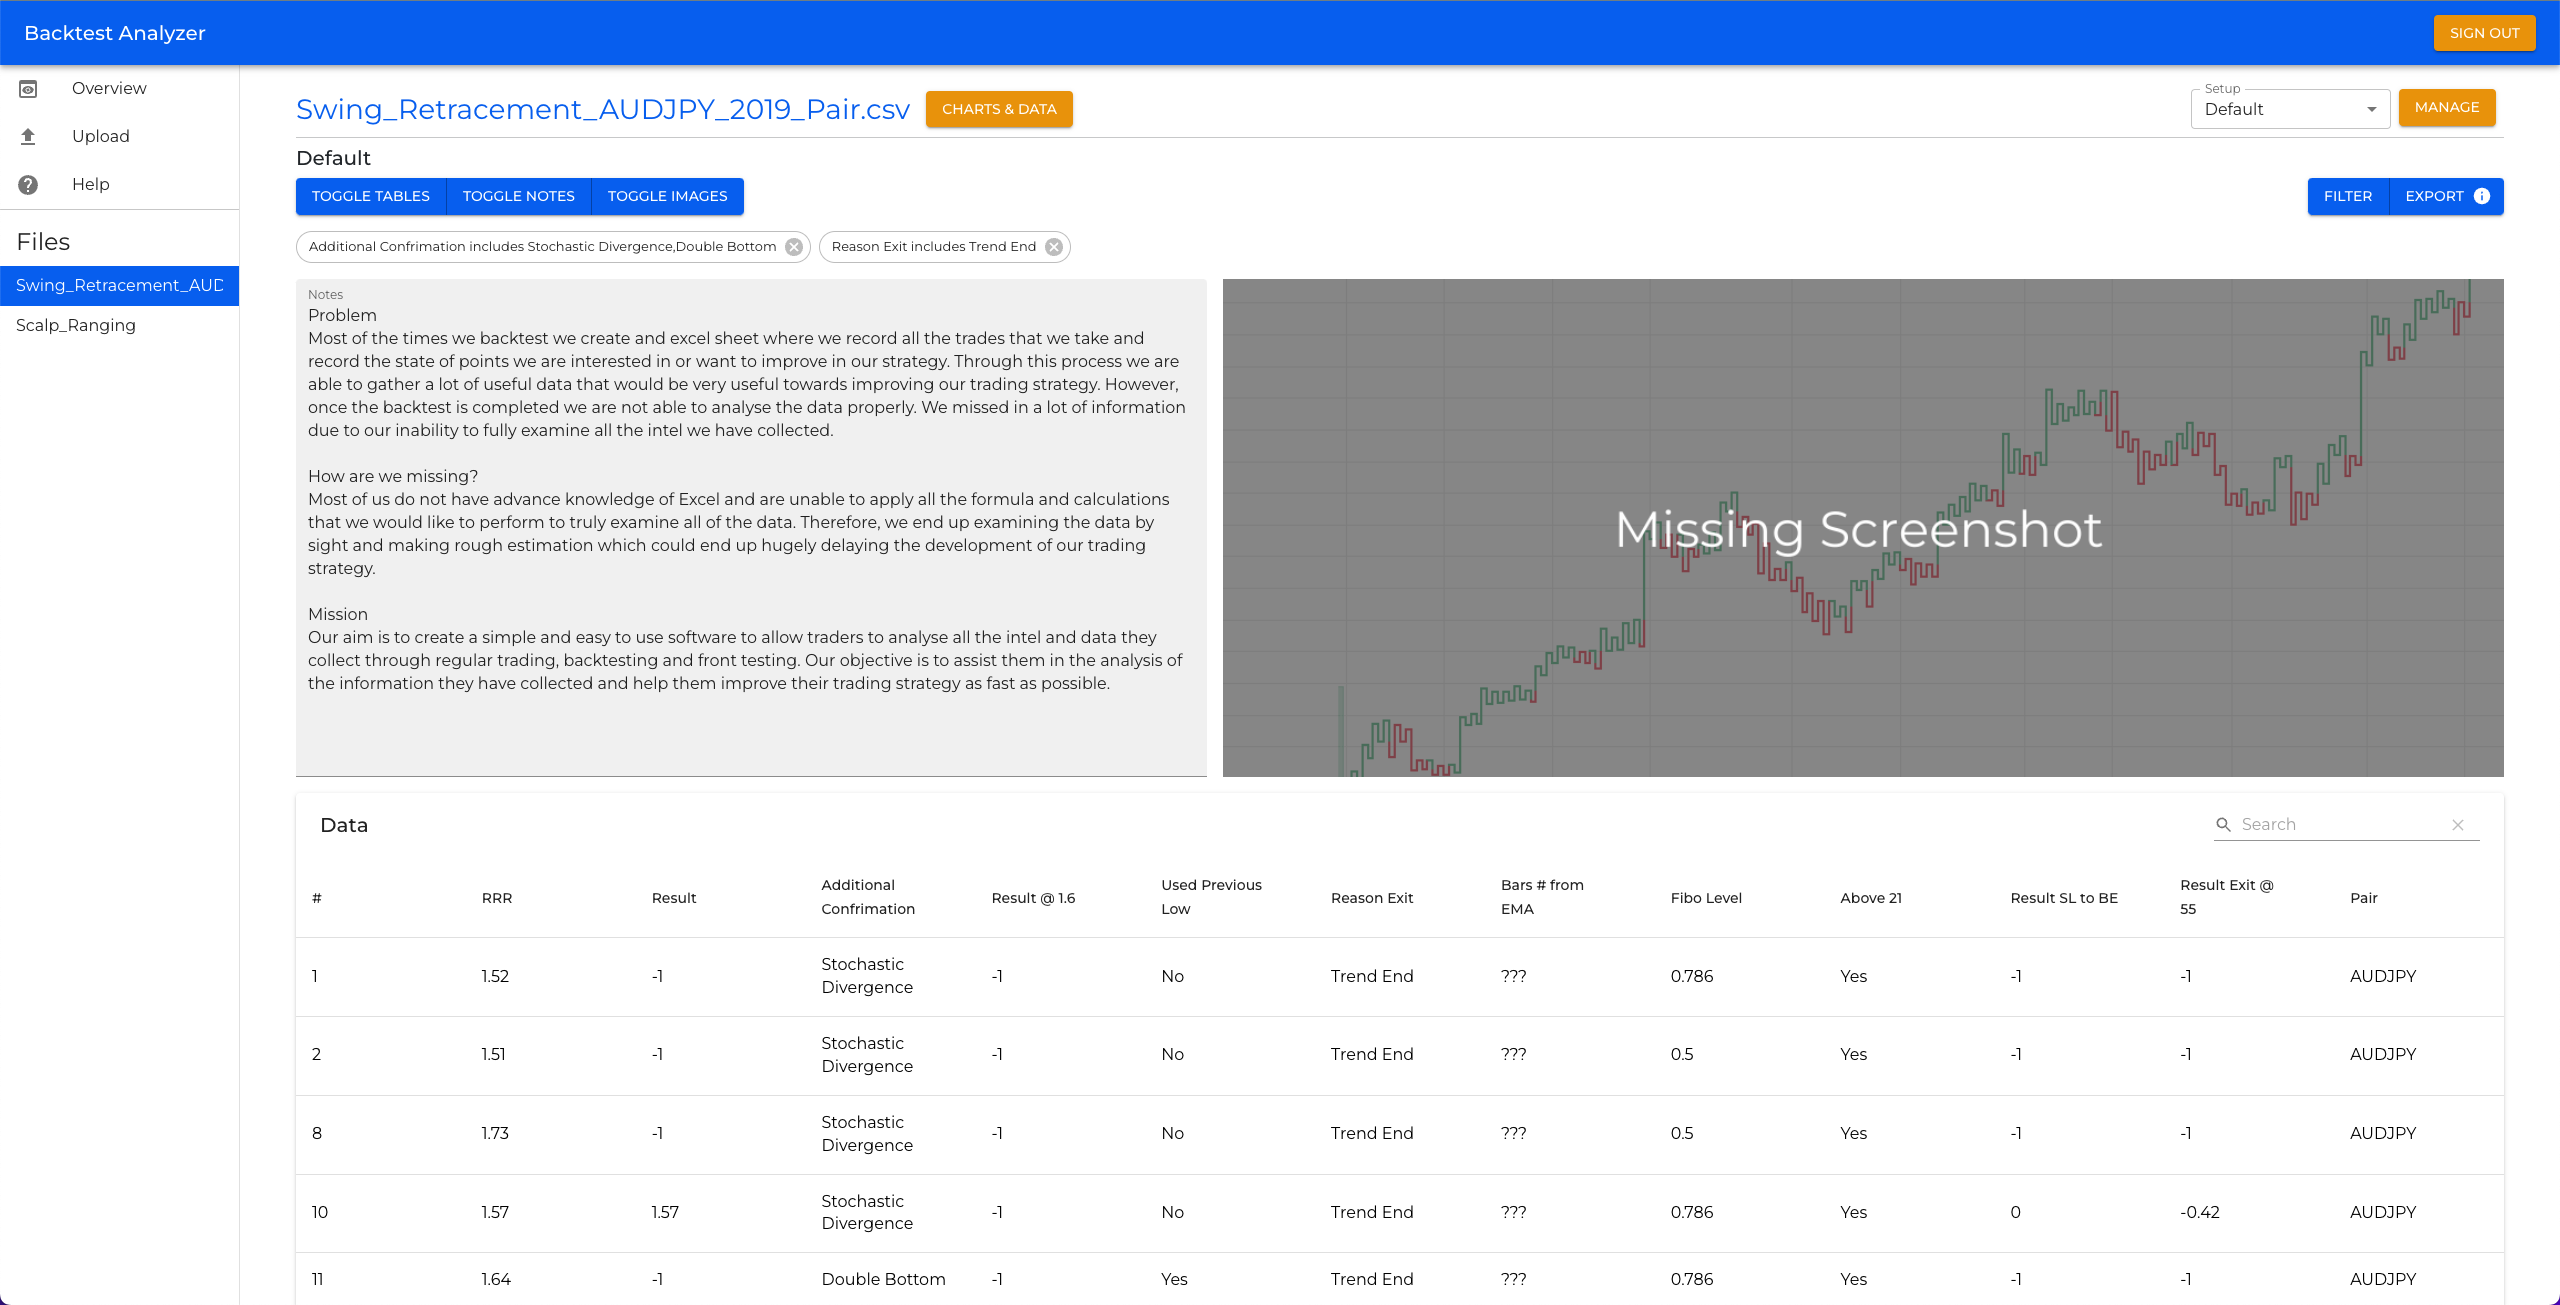 Backtest Analyzer
SIGN OUT
Overview
Upload
Help
Files
Swing_Retracement_AUD
Scalp_Ranging
Swing_Retracement_AUDJPY_2019_Pair.csv
CHARTS & DATA
Setup
Default
MANAGE
Default
TOGGLE TABLES
TOGGLE NOTES
TOGGLE IMAGES
FILTER
EXPORT
Additional Confrimation includes Stochastic Divergence,Double Bottom
Reason Exit includes Trend End
Notes
Problem
Most of the times we backtest we create and excel sheet where we record all the trades that we take and
record the state of points we are interested in or want to improve in our strategy. Through this process we are
able to gather a lot of useful data that would be very useful towards improving our trading strategy. However,
once the backtest is completed we are not able to analyse the data properly. We missed in a lot of information
due to our inability to fully examine all the intel we have collected.
How are we missing?
Most of us do not have advance knowledge of Excel and are unable to apply all the formula and calculations
that we would like to perform to truly examine all of the data. Therefore, we end up examining the data by
sight and making rough estimation which could end up hugely delaying the development of our trading
strategy.
Mission
Our aim is to create a simple and easy to use software to allow traders to analyse all the intel and data they
collect through regular trading, backtesting and front testing. Our objective is to assist them in the analysis of
the information they have collected and help them improve their trading strategy as fast as possible.
Missing Screenshot
Data
Search
# RRR Result Additional Confrimation Result @ 1.6 Used Previous Low Reason Exit Bars # from EMA Fibo Level Above 21 Result SL to BE Result Exit @ 55 Pair
1 1.52 -1 Stochastic Divergence -1 No Trend End ??? 0.786 Yes -1 -1 AUDJPY
2 1.51 -1 Stochastic Divergence -1 No Trend End ??? 0.5 Yes -1 -1 AUDJPY
8 1.73 -1 Stochastic Divergence -1 No Trend End ??? 0.5 Yes -1 -1 AUDJPY
10 1.57 1.57 Stochastic Divergence -1 No Trend End ??? 0.786 Yes 0 -0.42 AUDJPY
11 1.64 -1 Double Bottom -1 Yes Trend End ??? 0.786 Yes -1 -1 AUDJPY